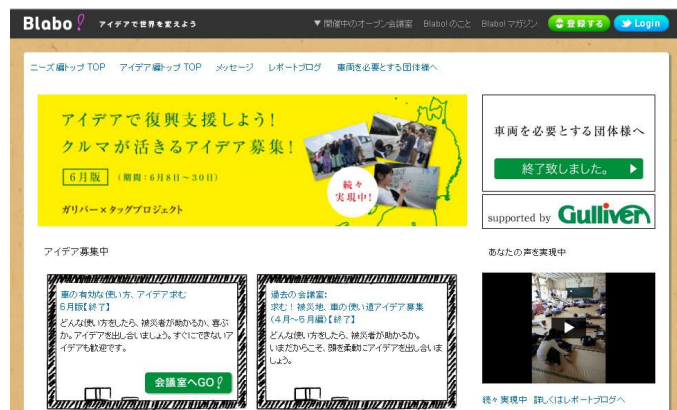 Blabo! アイデアで世界を変えよう
▼開催中のオープン会議室 Blabo!のこと Blabo!マガジン 登録する Login
ニーズ編トップTOP アイデア編トップTOP メッセージ レポートブログ 車両を必要とする団体様へ
アイデアで復興支援しよう!
クルマが活きるアイデア募集!
6月版 (期間:6月8日〜30日)
続々
実現中!
ガリバー×タッグプロジェクト
車両を必要とする団体様へ
終了致しました。
supported by Gulliver
アイデア募集中
あなたの声を実現中
車の有効な使い方、アイデア求む
6月版【終了】
どんな使い方をしたら、被災者が助かるか、喜ぶ
か。アイデアを出し合いましょう。すぐにできないア
イデアも歓迎です。
会議室へGO!
過去の会議室:
求む!被災地、車の使い道アイデア募集
(4月~6月編)【終了】
どんな使い方をしたら、被災者が助かるか。
いまだからこそ、頭を柔軟にアイデアを出し合いま
しょう。
続々実現中 詳しくはレポートブログへ